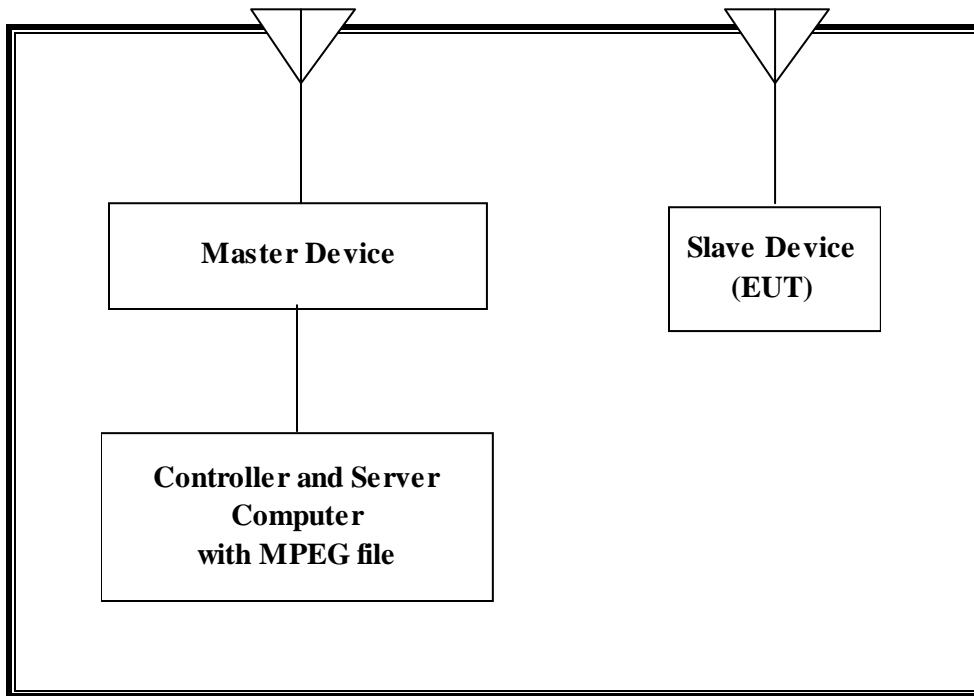 Master Device
Slave Device
(EUT)
Controller and Server
Computer
with MPEG file